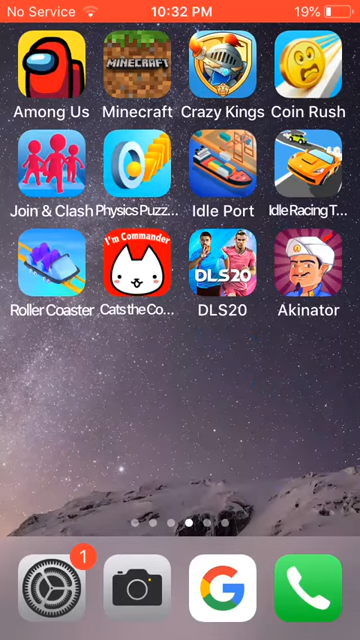 No Service 10:32 PM 19%
MINECRAFT
Among Us Minecraft Crazy Kings Coin Rush
Join & Clash Physics Puzz... Idle Port Idle Racing T...
I'm Commander
DLS20
Roller Coaster Cats the Co... DLS20 Akinator
1
G